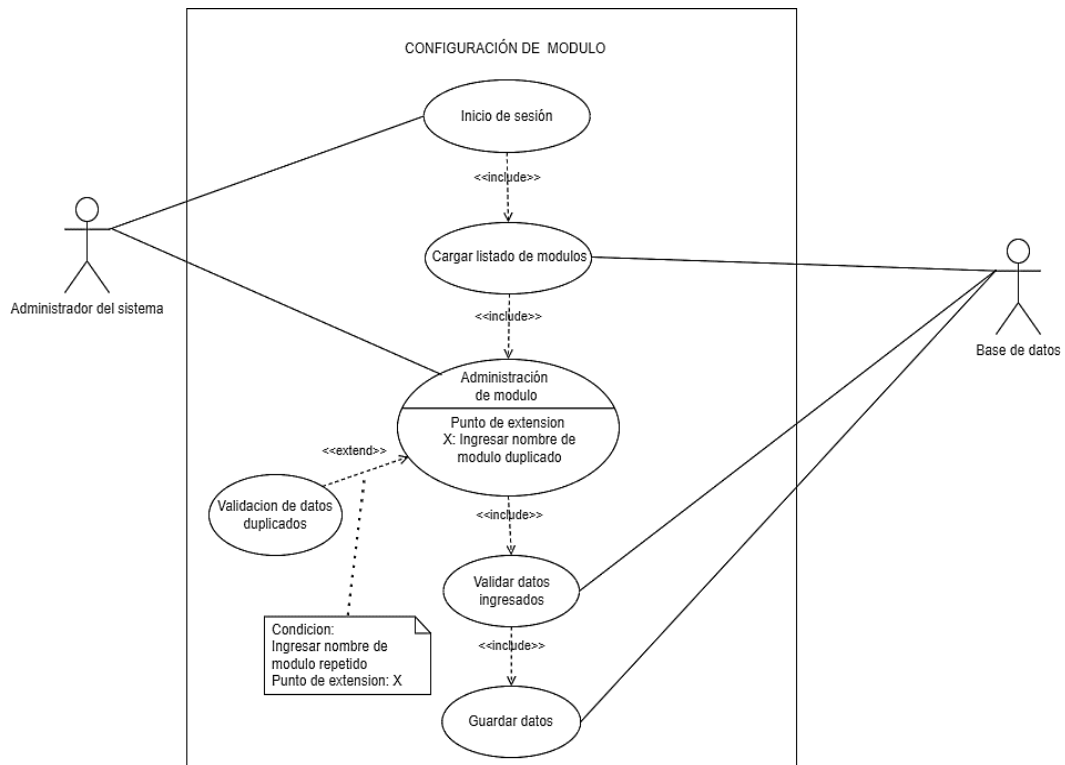 CONFIGURACIÓN DE MODULO
Inicio de sesión
<<include>>
Cargar listado de modulos
Administrador del sistema
<<include>>
Base de datos
Administración
de modulo
Punto de extension
X: Ingresar nombre de
modulo duplicado
<<extend>>
Validacion de datos
duplicados
<<include>>
Validar datos
ingresados
Condicion:
Ingresar nombre de
modulo repetido
Punto de extension: X
<<include>>
Guardar datos